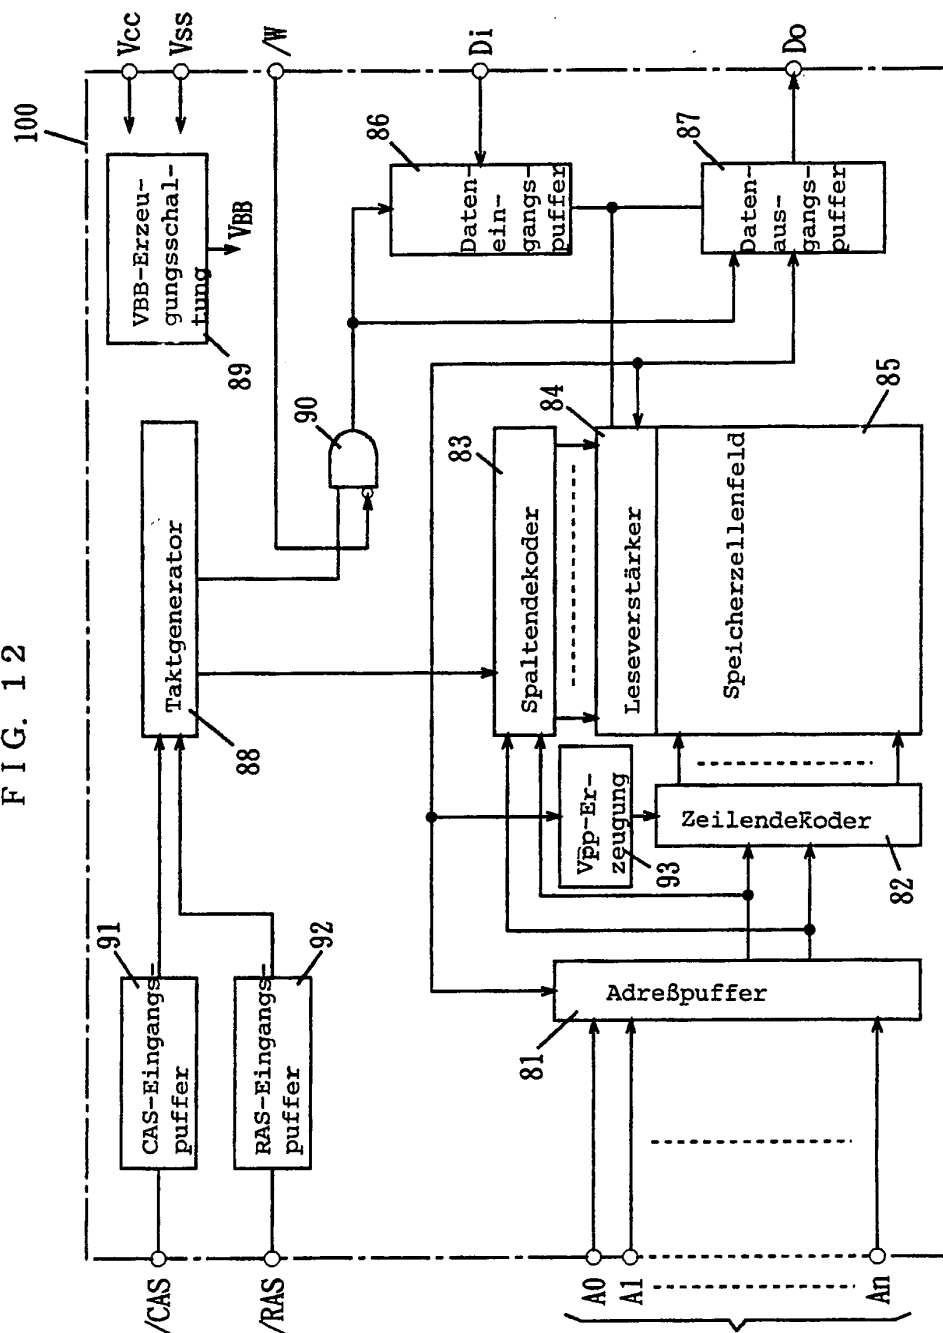 FIG. 12
100
/CAS
/RAS
91
CAS-Eingangs-
puffer
92
RAS-Eingangs-
puffer
Taktgenerator
88
VBB-Erzeu-
gungsschal-
tung
89
VBB
Vcc
Vss
/W
90
Di
86
Daten-
ein-
gangs-
puffer
87
Daten-
aus-
gangs-
puffer
Do
83
Spaltendekoder
84
Leseverstärker
85
Speicherzellenfeld
Vpp-Er-
zeugung
93
Zeilendekoder
82
Adreßpuffer
81
A0
A1
An